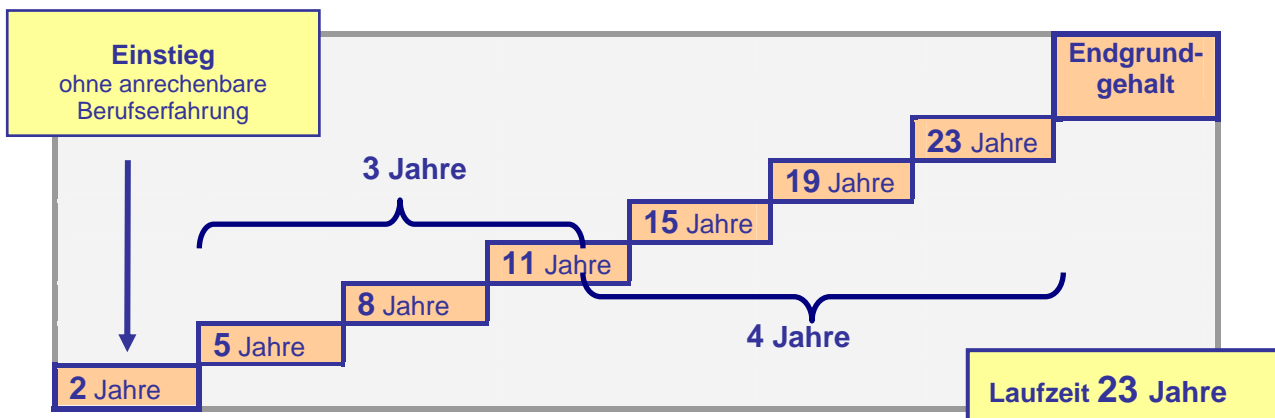 Einstieg
ohne anrechenbare
Berufserfahrung
Endgrund-
gehalt
23 Jahre
3 Jahre
19 Jahre
15 Jahre
11 Jahre
8 Jahre
4 Jahre
5 Jahre
2 Jahre
Laufzeit 23 Jahre